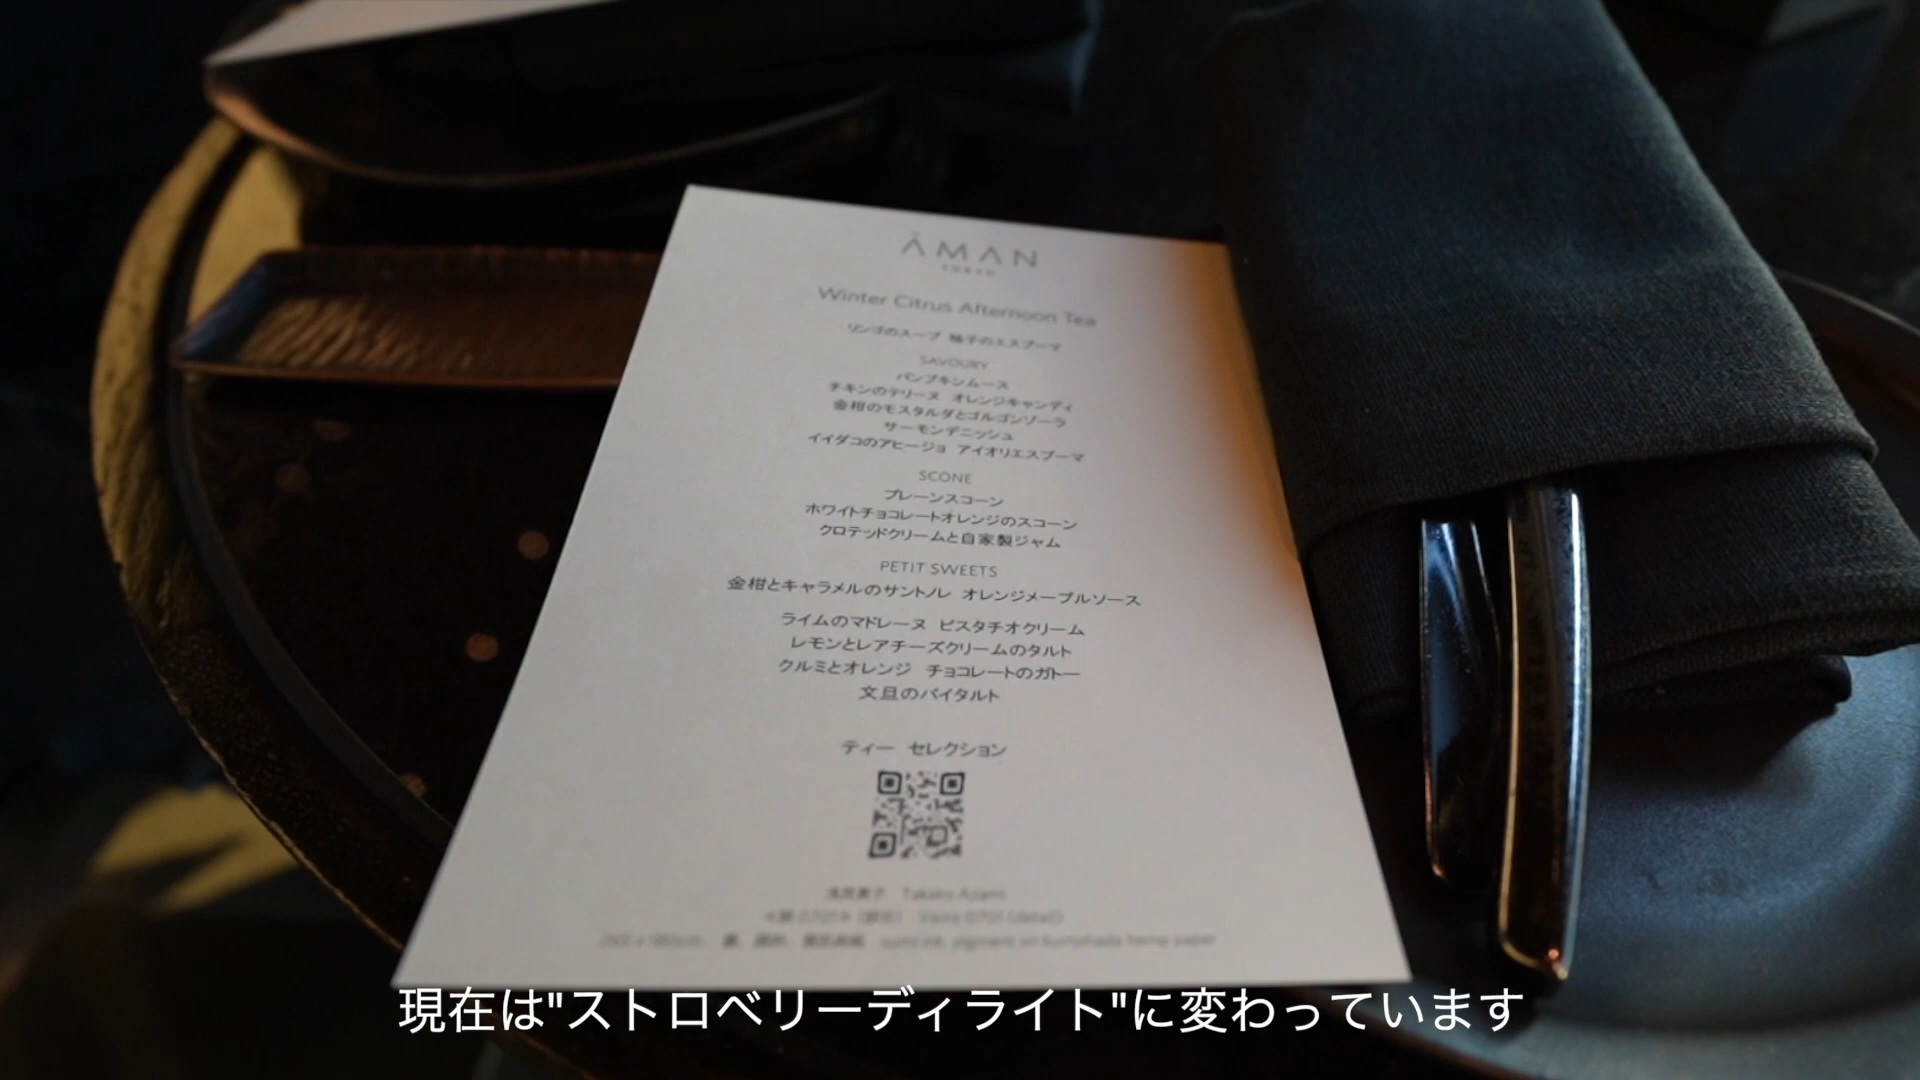 AMAN
TOKYO
Winter Citrus Afternoon Tea
リンゴのスープ 柚子のエスプーマ
SAVOURY
パンプキンムース
チキンのテリーヌ オレンジキャンディ
金柑のモスタルダとゴルゴンゾーラ
サーモンデニッシュ
イイダコのアヒージョ アイオリエスプーマ
SCONE
プレーンスコーン
ホワイトチョコレートオレンジのスコーン
クロテッドクリームと自家製ジャム
PETIT SWEETS
金柑とキャラメルのサントノレ オレンジメープルソース
ライムのマドレーヌ ピスタチオクリーム
レモンとレアチーズクリームのタルト
クルミとオレンジ チョコレートのガトー
文旦のパイタルト
ティー セレクション
Takako Azami
sumi ink, pigment on kumohada hemp paper
現在は"ストロベリーディライト"に変わっています